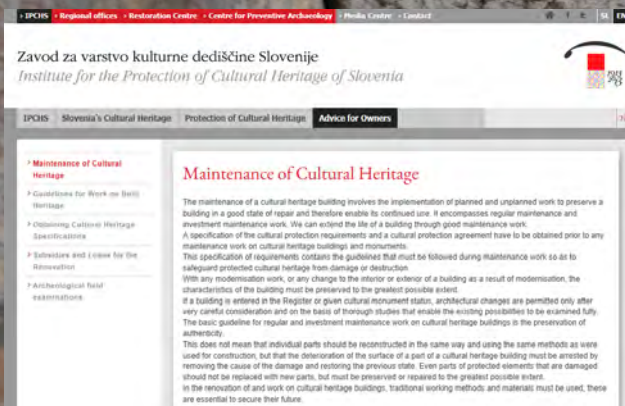 IPCHS Regional offices Restoration Centre Centre for Preventive Archaeology Media Centre Contact
SL EN
Zavod za varstvo kulturne dediščine Slovenije
Institute for the Protection of Cultural Heritage of Slovenia
IPCHS Slovenia's Cultural Heritage Protection of Cultural Heritage Advice for Owners
Maintenance of Cultural
Heritage
Guidelines for Work on Built
Heritage
Obtaining Cultural Heritage
Specifications
Subsidies and Loans for the
Renovation
Archeological field
examinations
Maintenance of Cultural Heritage
The maintenance of a cultural heritage building involves the implementation of planned and unplanned work to preserve a
building in a good state of repair and therefore enable its continued use. It encompasses regular maintenance and
investment maintenance work. We can extend the life of a building through good maintenance work.
A specification of the cultural protection requirements and a cultural protection agreement have to be obtained prior to any
maintenance work on cultural heritage buildings and monuments.
This specification of requirements contains the guidelines that must be followed during maintenance work so as to
safeguard protected cultural heritage from damage or destruction.
With any modernisation work, or any change to the interior or exterior of a building as a result of modernisation, the
characteristics of the building must be preserved to the greatest possible extent.
If a building is entered in the Register or given cultural monument status, architectural changes are permitted only after
very careful consideration and on the basis of thorough studies that enable the existing possibilities to be examined fully.
The basic guideline for regular and investment maintenance work on cultural heritage buildings is the preservation of
authenticity.
This does not mean that individual parts should be reconstructed in the same way and using the same methods as were
used for construction, but that the deterioration of the surface of a part of a cultural heritage building must be arrested by
removing the cause of the damage and restoring the previous state. Even parts of protected elements that are damaged
should not be replaced with new parts, but must be preserved or repaired to the greatest possible extent.
In the renovation of and work on cultural heritage buildings, traditional working methods and materials must be used; these
are essential to secure their future.